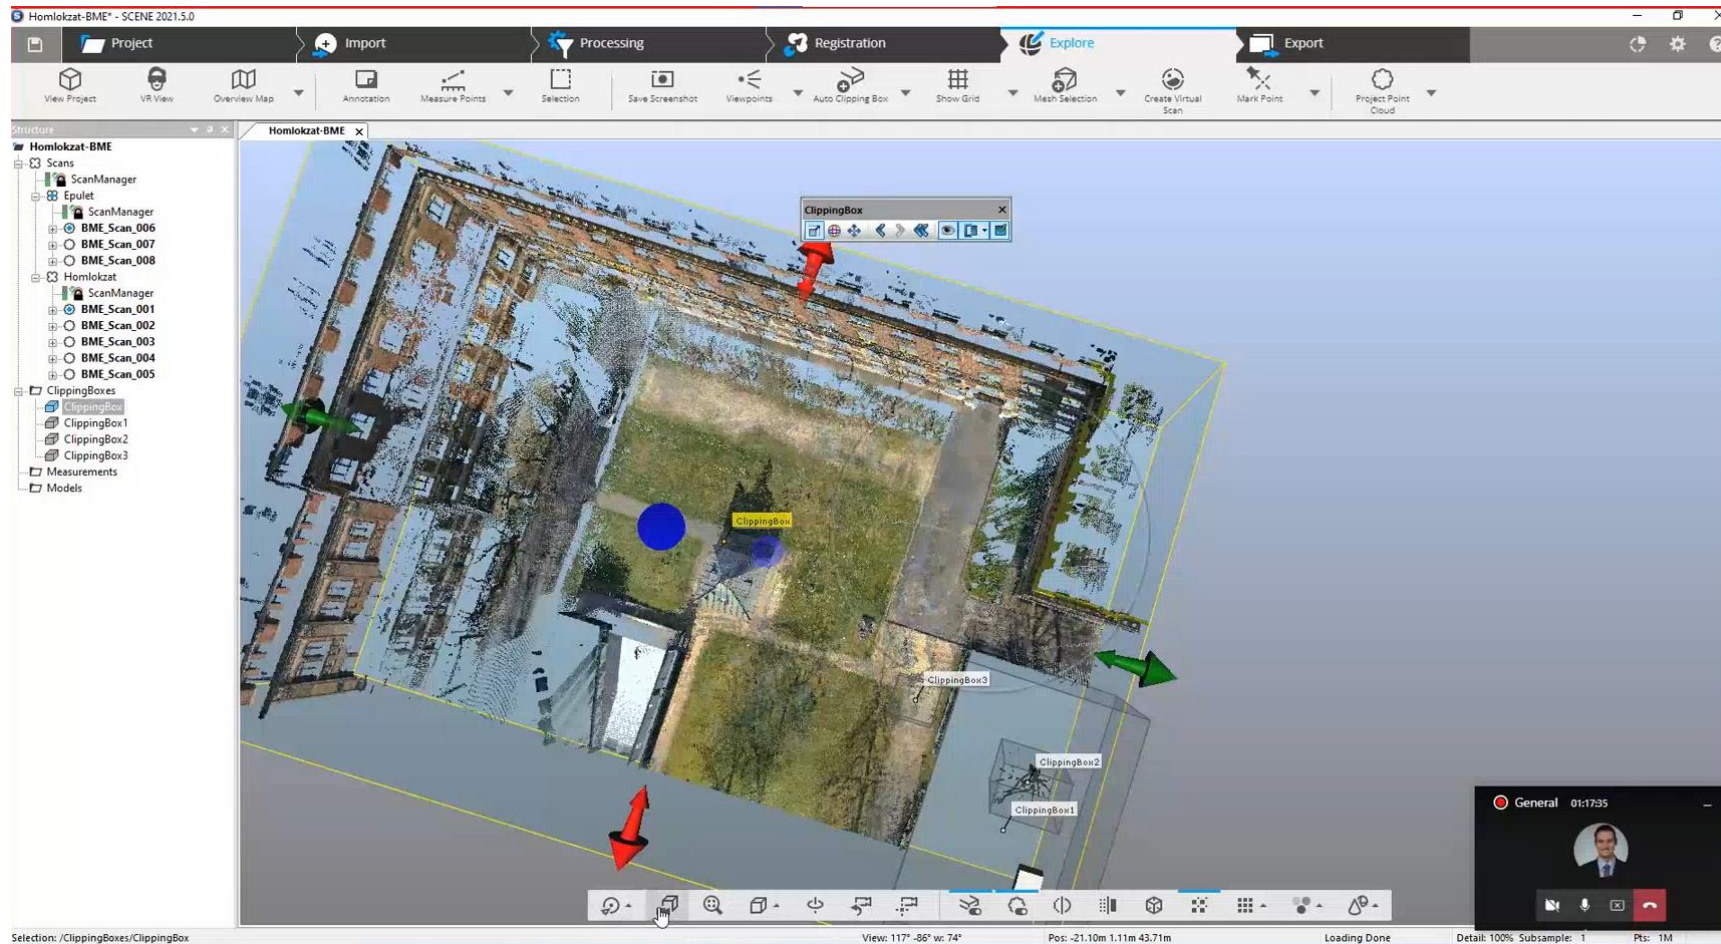 Homlokzat-BME* - SCENE 2021.5.0
Project
Import
Processing
Registration
Explore
Export
View Project
VR View
Overview Map
Annotation
Measure Points
Selection
Save Screenshot
Viewpoints
Auto Clipping Box
Show Grid
Mesh Selection
Create Virtual
Scan
Mark Point
Project Point
Cloud
Structure
Homlokzat-BME
Homlokzat-BME
Scans
ScanManager
Epulet
ScanManager
BME_Scan_006
BME_Scan_007
BME_Scan_008
Homlokzat
ScanManager
BME_Scan_001
BME_Scan_002
BME_Scan_003
BME_Scan_004
BME_Scan_005
ClippingBoxes
ClippingBox
ClippingBox1
ClippingBox2
ClippingBox3
Measurements
Models
ClippingBox
ClippingBox
ClippingBox3
ClippingBox2
ClippingBox1
General 01:17:35
Selection: /ClippingBoxes/ClippingBox
View: 117° -86° w: 74°
Pos: -21.10m 1.11m 43.71m
Loading Done
Detail: 100% Subsample: 1
Pts: 1M